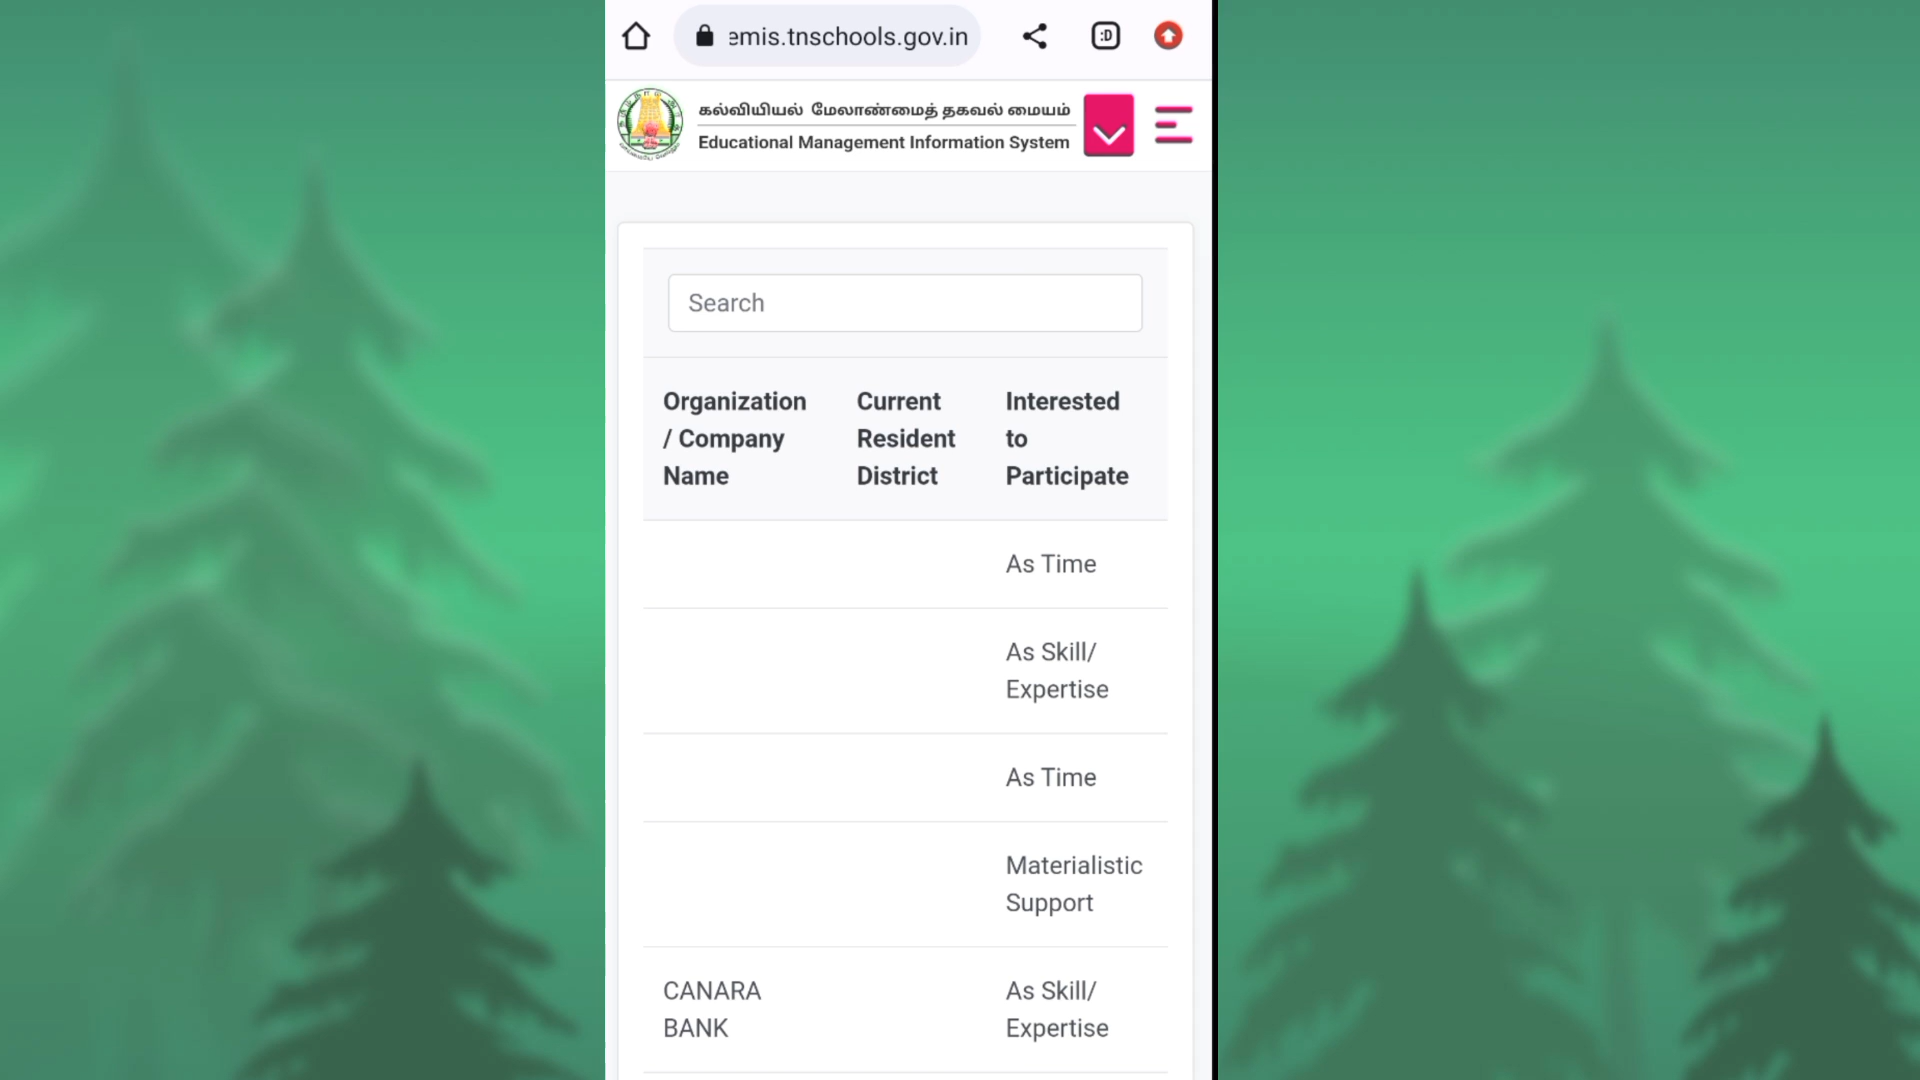 emis.tnschools.gov.in
:D
கல்வியியல் மேலாண்மைத் தகவல் மையம்
Educational Management Information System
Search
Organization / Company Name
Current Resident District
Interested to Participate
As Time
As Skill/ Expertise
As Time
Materialistic Support
CANARA BANK
As Skill/ Expertise